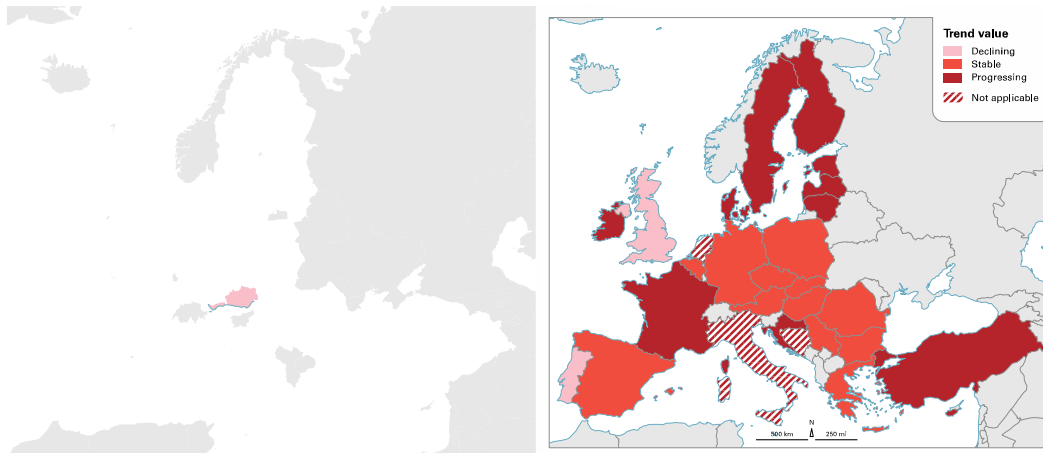 Trend value
Declining
Stable
Progressing
Not applicable
N
500 km
250 mi